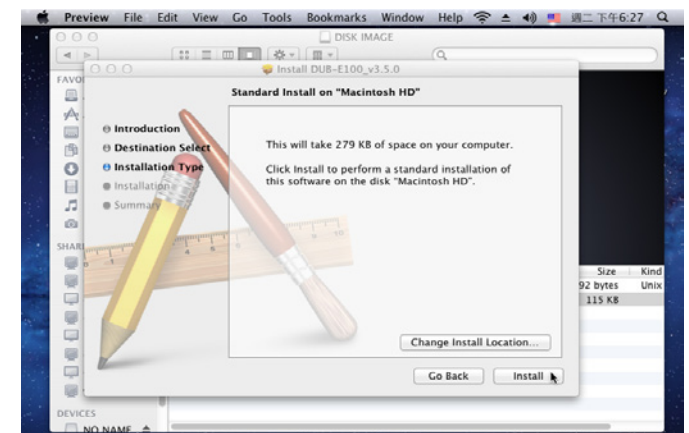 Preview File Edit View Go Tools Bookmarks Window Help 週二下午6:27
DISK IMAGE
Install DUB-E100_v3.5.0
FAVO
Standard Install on "Macintosh HD"
Introduction
Destination Select
Installation Type
Installation
Summary
This will take 279 KB of space on your computer.
Click Install to perform a standard installation of
this software on the disk "Macintosh HD".
SHAR
Size Kind
92 bytes Unix
115 KB
Change Install Location...
Go Back Install
DEVICES
NO NAME